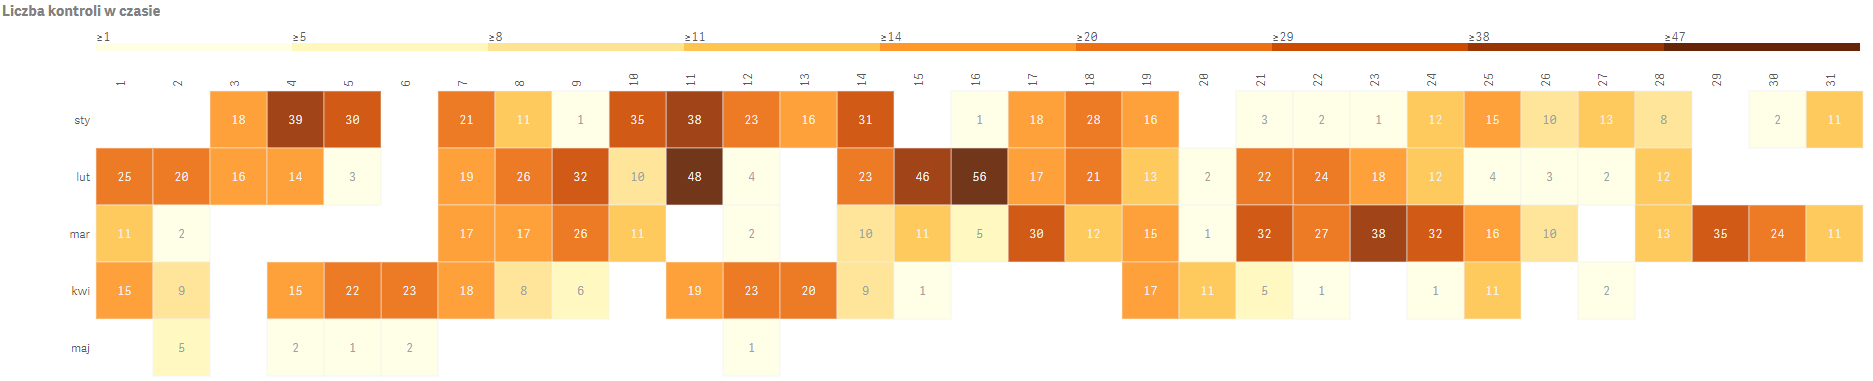 Liczba kontroli w czasie
≥1 ≥5 ≥8 ≥11 ≥14 ≥20 ≥29 ≥38 ≥47
1 2 3 4 5 6 7 8 9 10 11 12 13 14 15 16 17 18 19 20 21 22 23 24 25 26 27 28 29 30 31
sty 18 39 30 21 11 1 35 38 23 16 31 1 18 28 16 3 2 1 12 15 10 13 8 2 11
lut 25 20 16 14 3 19 26 32 10 48 4 23 46 56 17 21 13 2 22 24 18 12 4 3 2 12
mar 11 2 17 17 26 11 2 10 11 5 30 12 15 1 32 27 38 32 16 10 13 35 24 11
kwi 15 9 15 22 23 18 8 6 19 23 20 9 1 17 11 5 1 1 11 2
maj 5 2 1 2 1